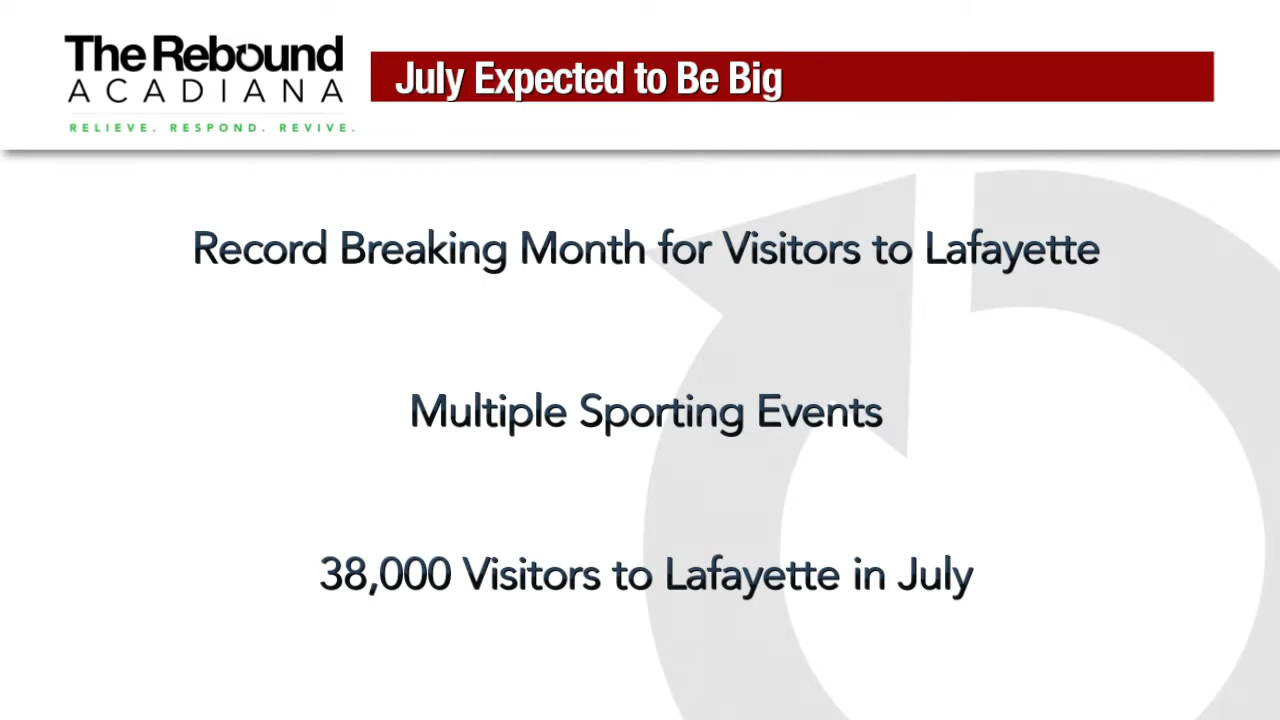 The Rebound
ACADIANA
RELIEVE. RESPOND. REVIVE.
July Expected to Be Big
Record Breaking Month for Visitors to Lafayette
Multiple Sporting Events
38,000 Visitors to Lafayette in July